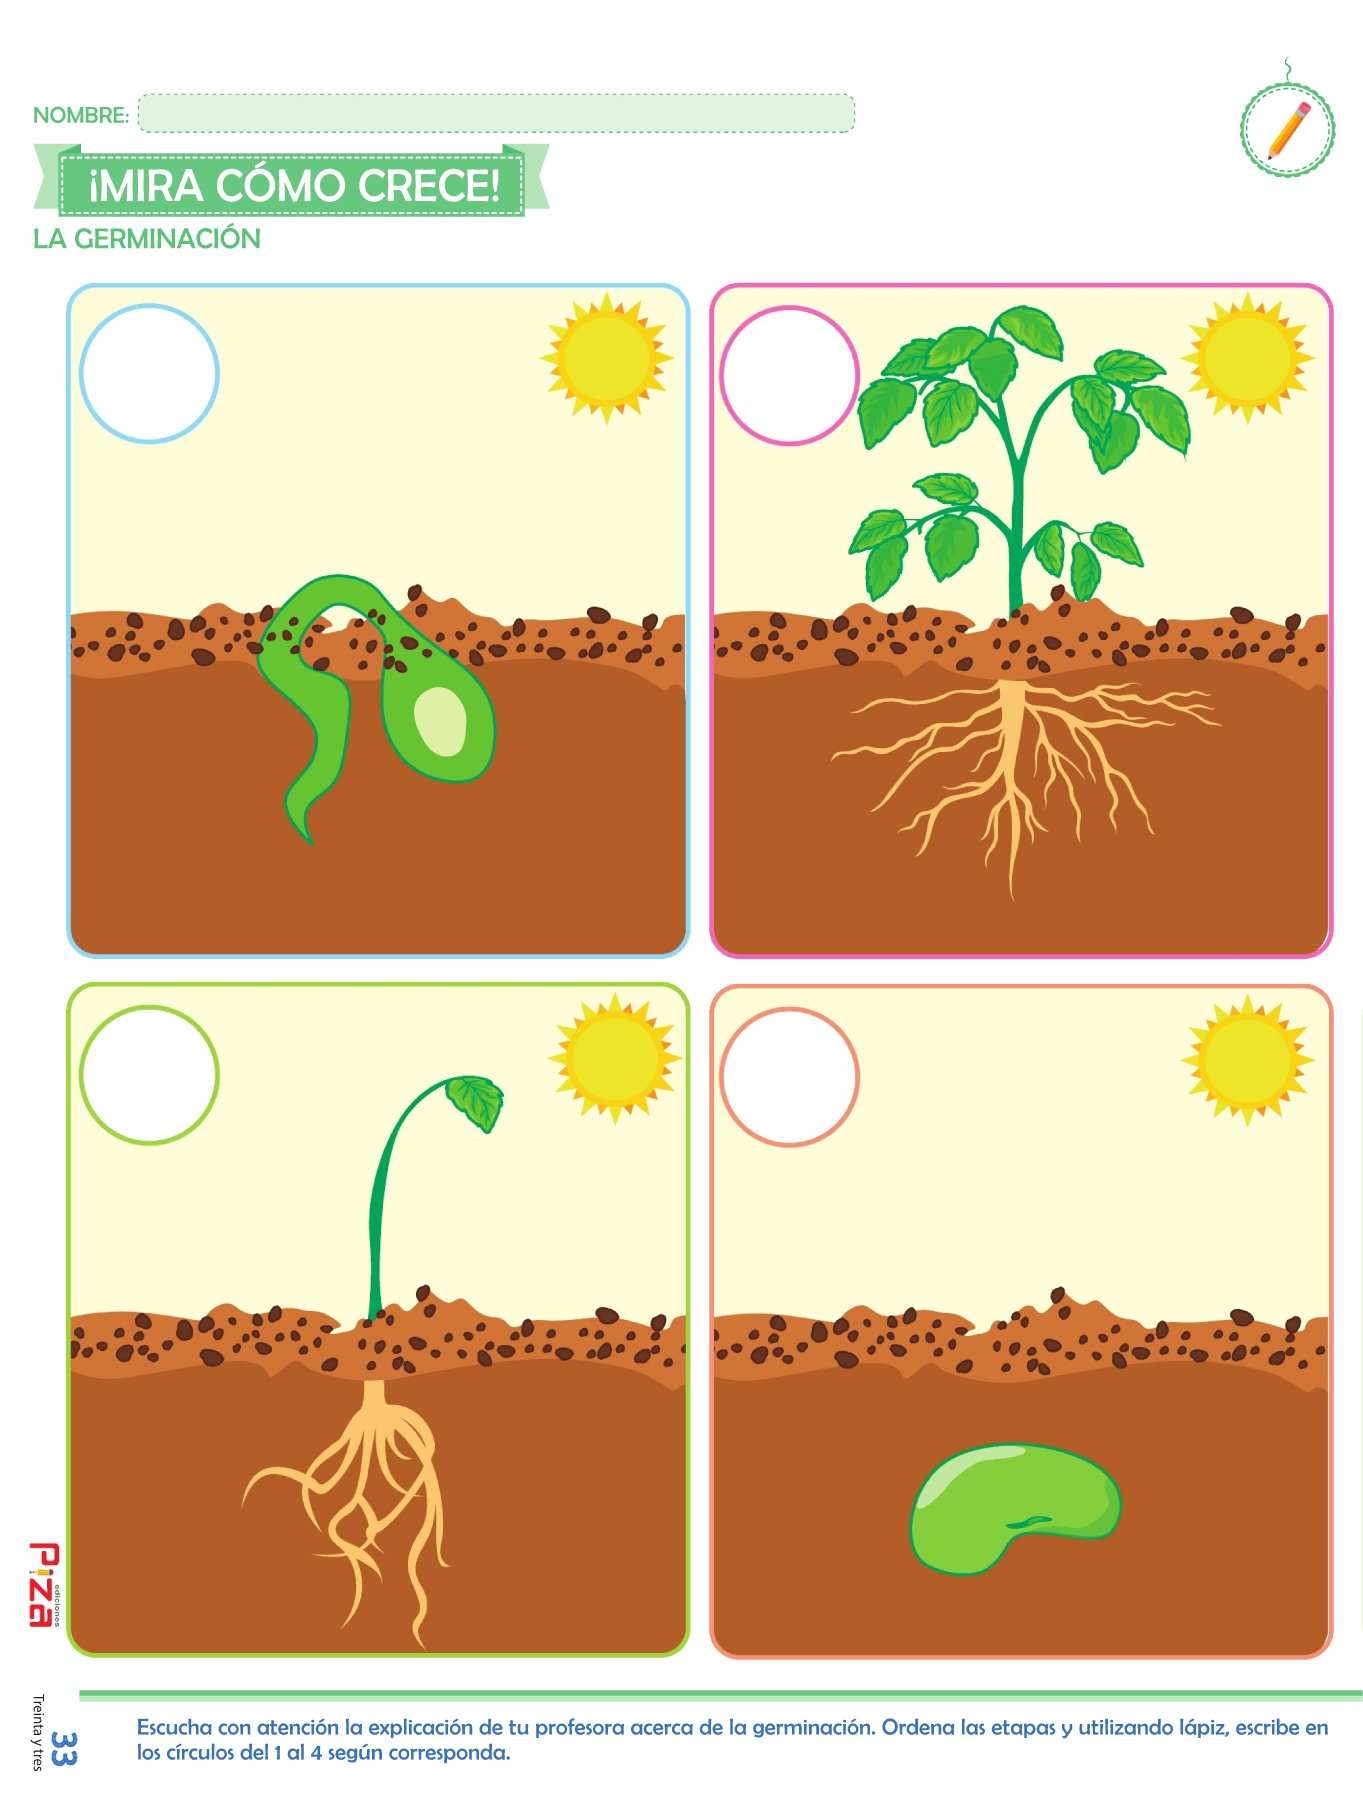 NOMBRE:
¡MIRA CÓMO CRECE!
LA GERMINACIÓN
Piza
ediciones
Treinta y tres
33
Escucha con atención la explicación de tu profesora acerca de la germinación. Ordena las etapas y utilizando lápiz, escribe en
los círculos del 1 al 4 según corresponda.